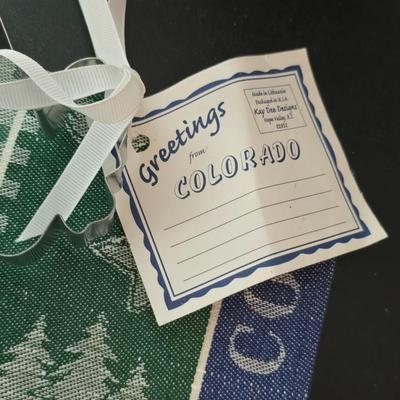 Greetings
from
COLORADO
Made in Lithuania
Packaged in U.S.A.
Kay Dee Designs
Hope Valley, R.I.
02832
CO